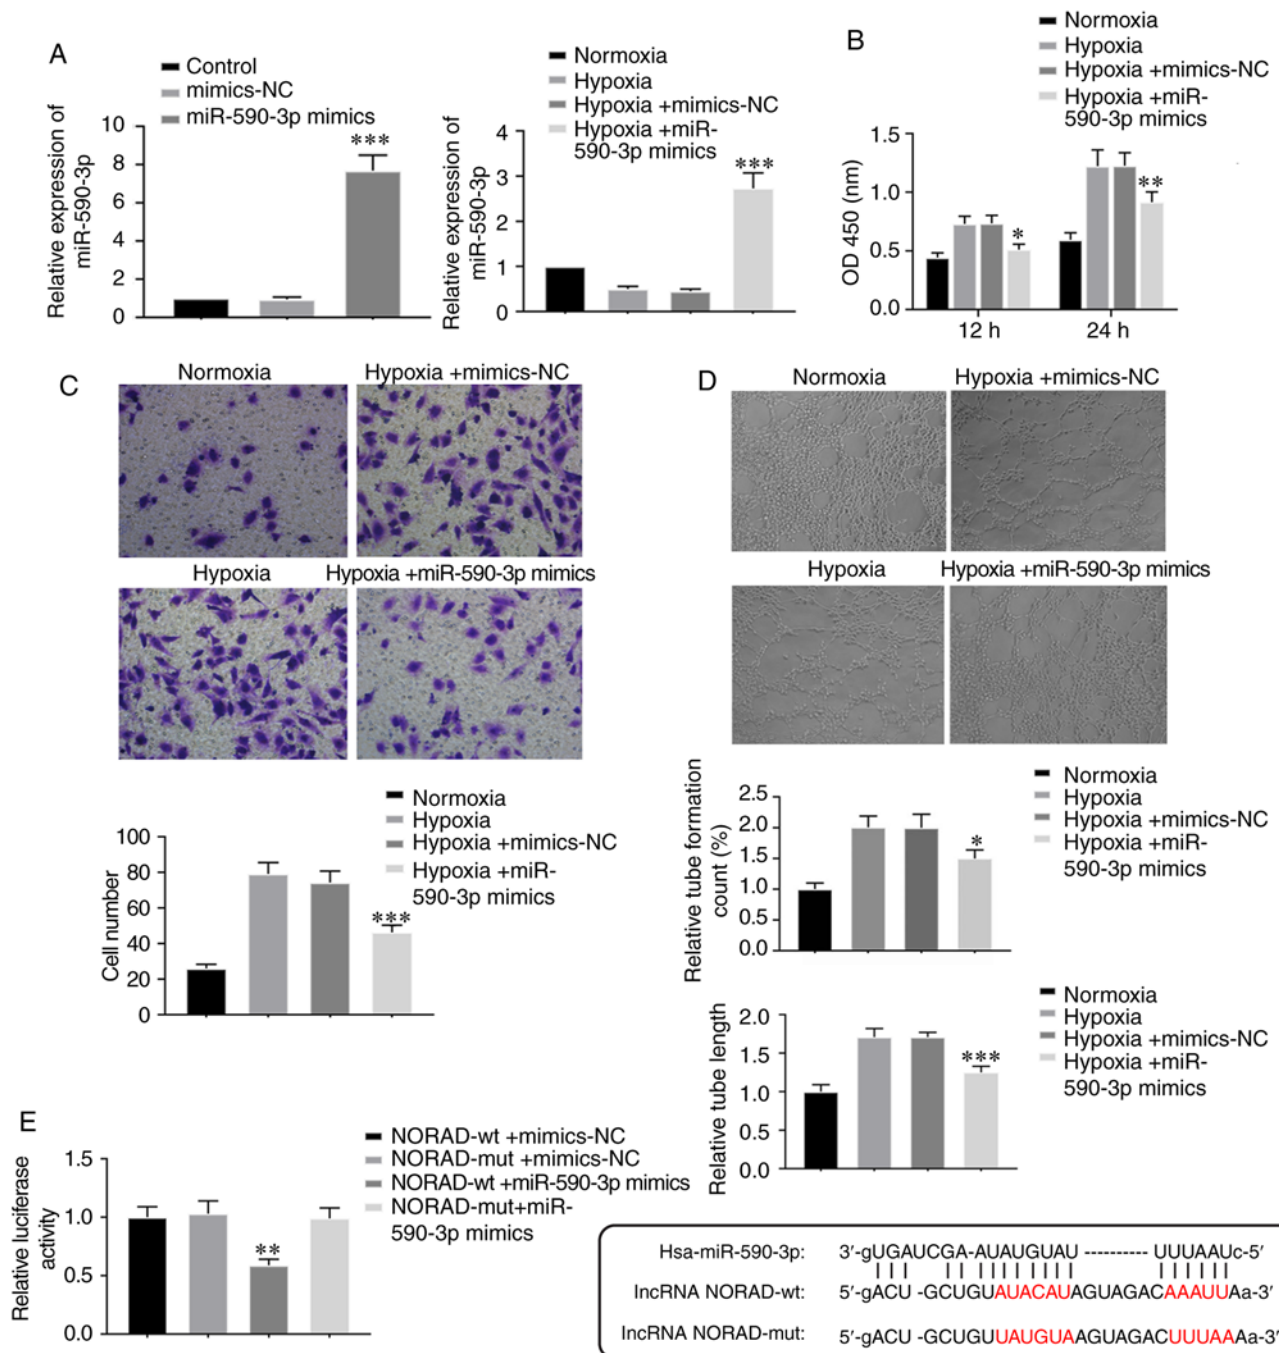 A
Control
mimics-NC
miR-590-3p mimics
Relative expression of
miR-590-3p
10
8
6
4
2
0
***
Normoxia
Hypoxia
Hypoxia +mimics-NC
Hypoxia +miR-
590-3p mimics
Relative expression of
miR-590-3p
4
3
2
1
0
***
B
Normoxia
Hypoxia
Hypoxia +mimics-NC
Hypoxia +miR-
590-3p mimics
OD 450 (nm)
1.5
1.0
0.5
0.0
*
**
12 h
24 h
C
Normoxia
Hypoxia +mimics-NC
Hypoxia
Hypoxia +miR-590-3p mimics
Normoxia
Hypoxia
Hypoxia +mimics-NC
Hypoxia +miR-
590-3p mimics
Cell number
100
80
60
40
20
0
***
D
Normoxia
Hypoxia +mimics-NC
Hypoxia
Hypoxia +miR-590-3p mimics
Normoxia
Hypoxia
Hypoxia +mimics-NC
Hypoxia +miR-
590-3p mimics
Relative tube formation
count (%)
2.5
2.0
1.5
1.0
0.5
0.0
*
Normoxia
Hypoxia
Hypoxia +mimics-NC
Hypoxia +miR-
590-3p mimics
Relative tube length
2.0
1.5
1.0
0.5
0.0
***
E
NORAD-wt +mimics-NC
NORAD-mut +mimics-NC
NORAD-wt +miR-590-3p mimics
NORAD-mut+miR-
590-3p mimics
Relative luciferase
activity
1.5
1.0
0.5
0.0
**
Hsa-miR-590-3p: 3′-gUGAUCGA-AUAUGUAU ---------- UUUAAUc-5′
lncRNA NORAD-wt: 5′-gACU -GCUGUUAUACAUAGUAGACAAAUUAa-3′
lncRNA NORAD-mut: 5′-gACU -GCUGUUAUGUAAGUAGACUUUAAAa-3′